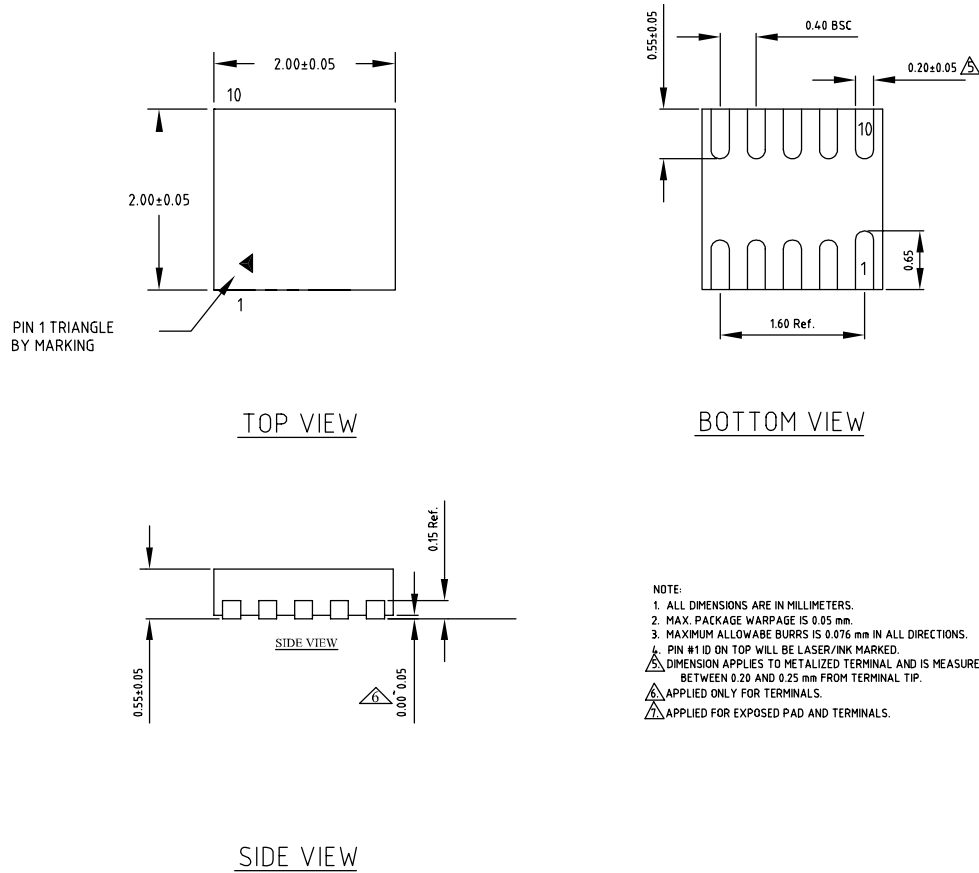 2.00±0.05
10
2.00±0.05
1
PIN 1 TRIANGLE
BY MARKING
TOP VIEW
0.55±0.05
0.40 BSC
0.20±0.05 5
10
1
0.65
1.60 Ref.
BOTTOM VIEW
0.15 Ref.
SIDE VIEW
0.55±0.05
6
0.00~0.05
SIDE VIEW
NOTE:
1. ALL DIMENSIONS ARE IN MILLIMETERS.
2. MAX. PACKAGE WARPAGE IS 0.05 mm.
3. MAXIMUM ALLOWABE BURRS IS 0.076 mm IN ALL DIRECTIONS.
4. PIN #1 ID ON TOP WILL BE LASER/INK MARKED.
5. DIMENSION APPLIES TO METALIZED TERMINAL AND IS MEASURE
BETWEEN 0.20 AND 0.25 mm FROM TERMINAL TIP.
6. APPLIED ONLY FOR TERMINALS.
7. APPLIED FOR EXPOSED PAD AND TERMINALS.